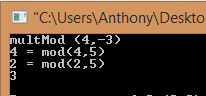 "C:\Users\Anthony\Deskto
multMod (4,-3)
4 = mod(4,5)
2 = mod(2,5)
3